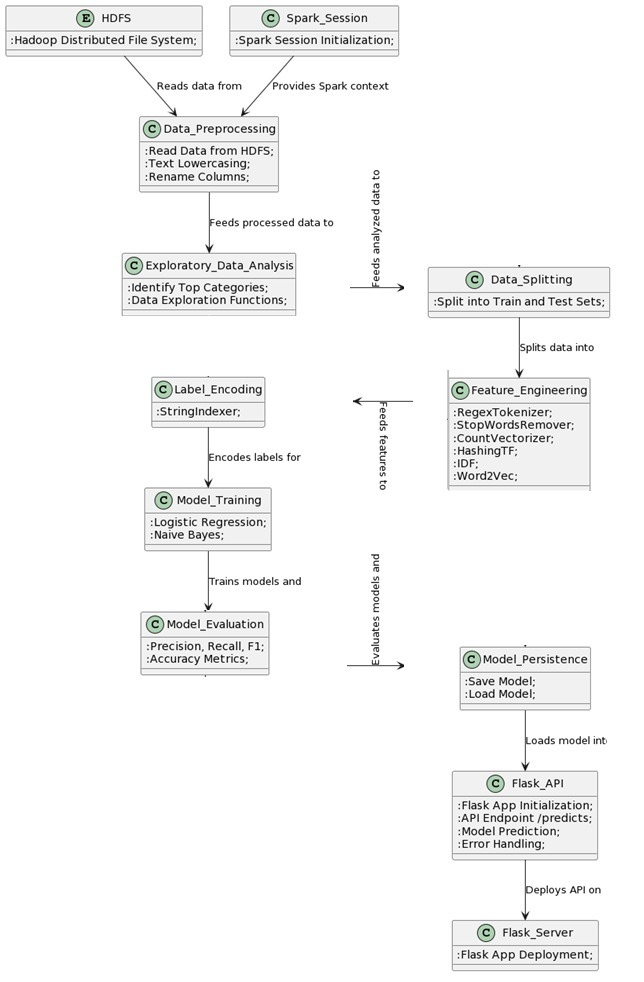 E HDFS
:Hadoop Distributed File System;
C Spark_Session
:Spark Session Initialization;
Reads data from
Provides Spark context
C Data_Preprocessing
:Read Data from HDFS;
:Text Lowercasing;
:Rename Columns;
Feeds processed data to
C Exploratory_Data_Analysis
:Identify Top Categories;
:Data Exploration Functions;
Feeds analyzed data to
C Data_Splitting
:Split into Train and Test Sets;
Splits data into
C Feature_Engineering
:RegexTokenizer;
:StopWordsRemover;
:CountVectorizer;
:HashingTF;
:IDF;
:Word2Vec;
Feeds features to
C Label_Encoding
:StringIndexer;
Encodes labels for
C Model_Training
:Logistic Regression;
:Naive Bayes;
Trains models and
C Model_Evaluation
:Precision, Recall, F1;
:Accuracy Metrics;
Evaluates models and
C Model_Persistence
:Save Model;
:Load Model;
Loads model int
C Flask_API
:Flask App Initialization;
:API Endpoint /predicts;
:Model Prediction;
:Error Handling;
Deploys API on
C Flask_Server
:Flask App Deployment;